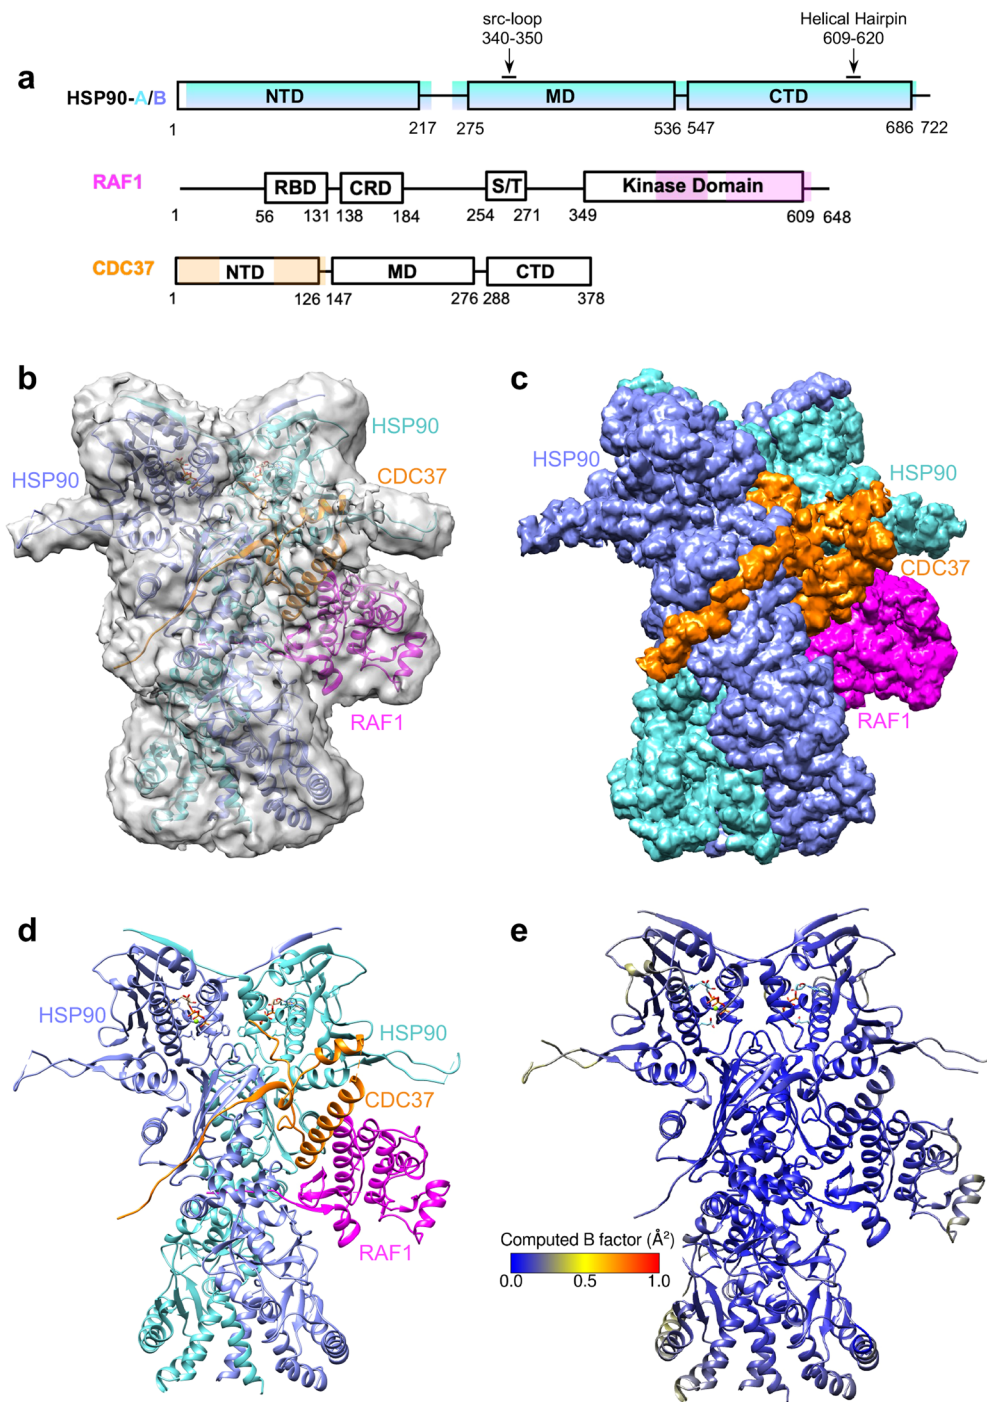 src-loop
340-350
Helical Hairpin
609-620
a
HSP90-A/B
NTD
MD
CTD
1
217
275
536
547
686
722
RAF1
RBD
CRD
S/T
Kinase Domain
1
56
131
138
184
254
271
349
609
648
CDC37
NTD
MD
CTD
1
126
147
276
288
378
b
HSP90
HSP90
CDC37
RAF1
c
HSP90
HSP90
CDC37
RAF1
d
HSP90
HSP90
CDC37
RAF1
e
Computed B factor (Å²)
0.0 0.5 1.0